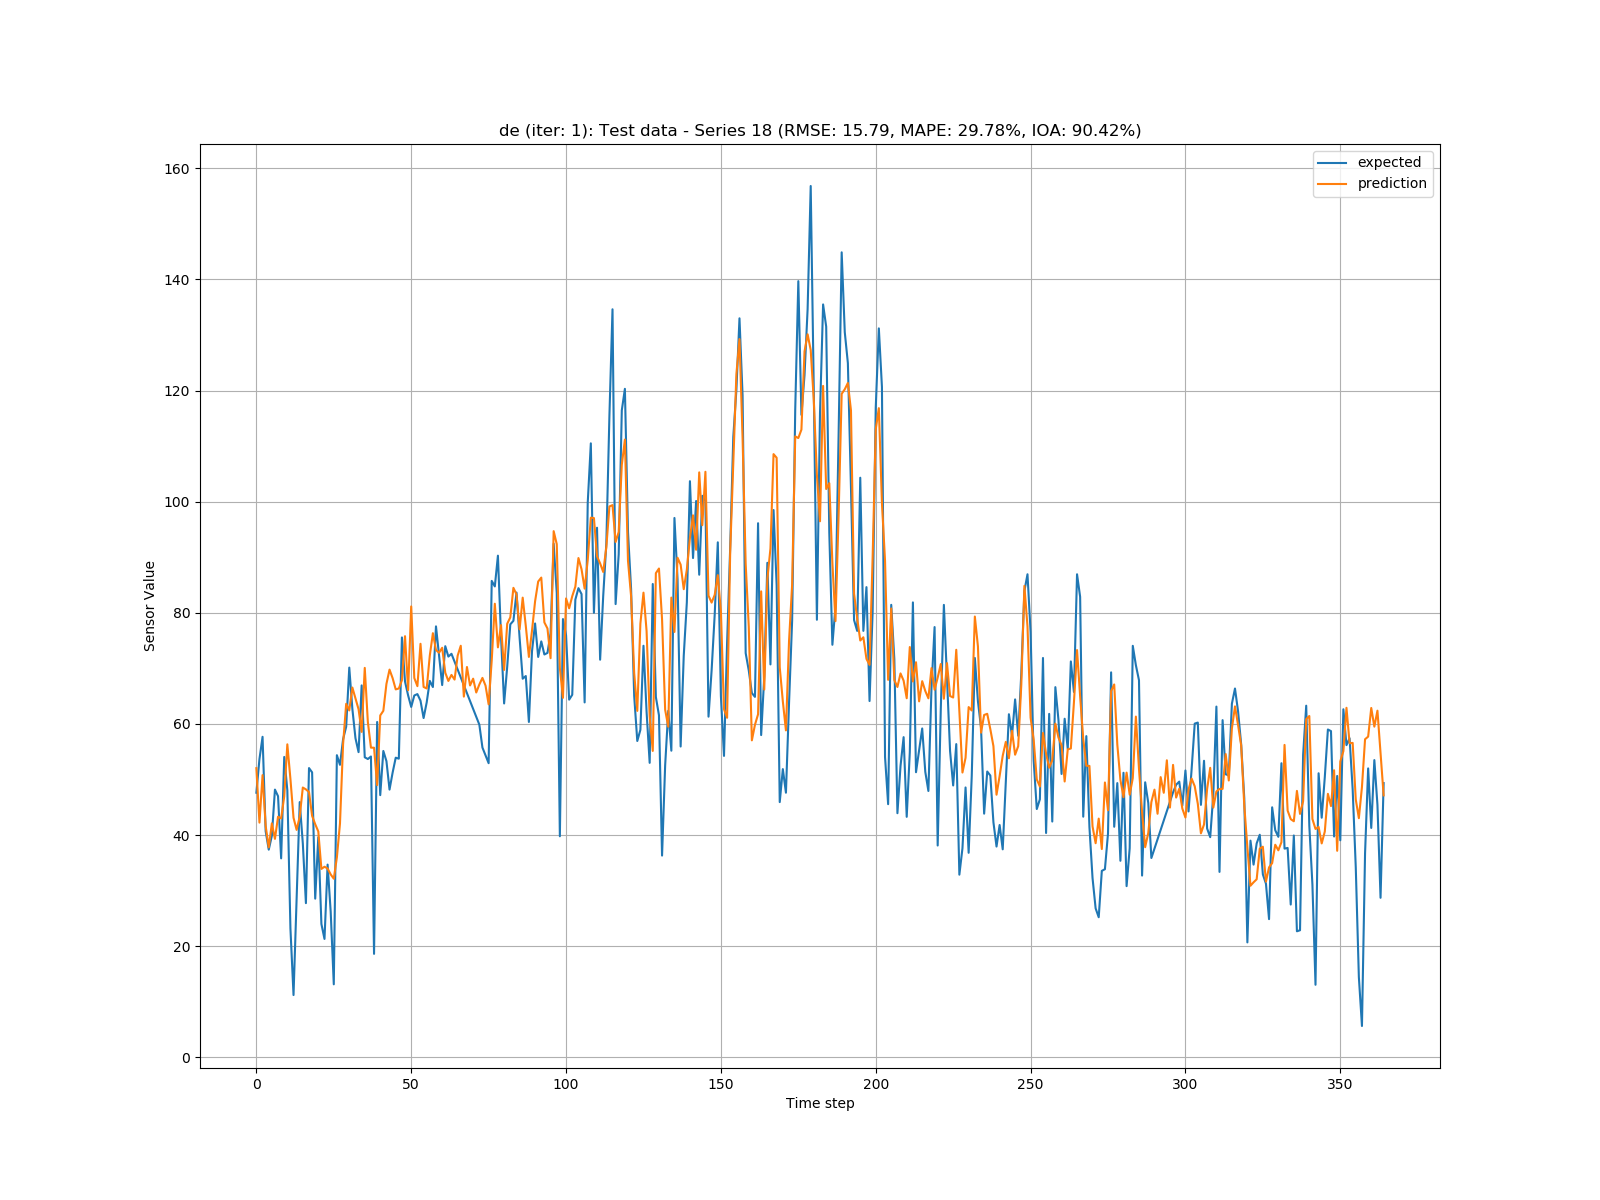 de (iter: 1): Test data - Series 18 (RMSE: 15.79, MAPE: 29.78%, IOA: 90.42%)
expected
prediction
160
140
120
100
80
60
40
20
0
Sensor Value
0 50 100 150 200 250 300 350
Time step